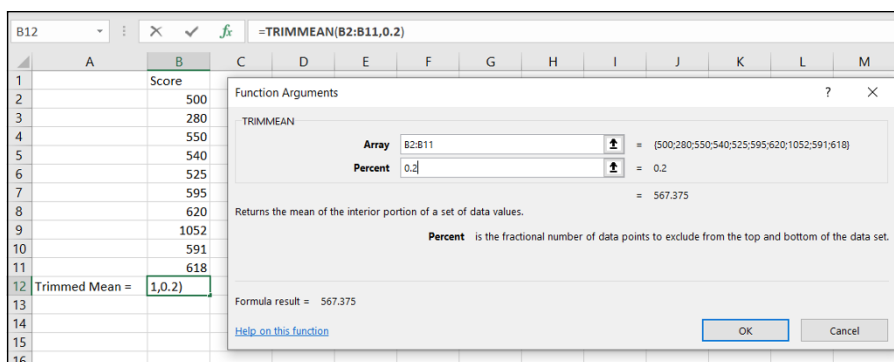 B12 =TRIMMEAN(B2:B11,0.2)
A B C D E F G H I J K L M
1 Score
2 500
3 280
4 550
5 540
6 525
7 595
8 620
9 1052
10 591
11 618
12 Trimmed Mean = 1,0.2)
13
14
15
16
Function Arguments ? ×
TRIMMEAN
Array B2:B11 = {500;280;550;540;525;595;620;1052;591;618}
Percent 0.2 = 0.2
= 567.375
Returns the mean of the interior portion of a set of data values.
Percent is the fractional number of data points to exclude from the top and bottom of the data set.
Formula result = 567.375
Help on this function OK Cancel